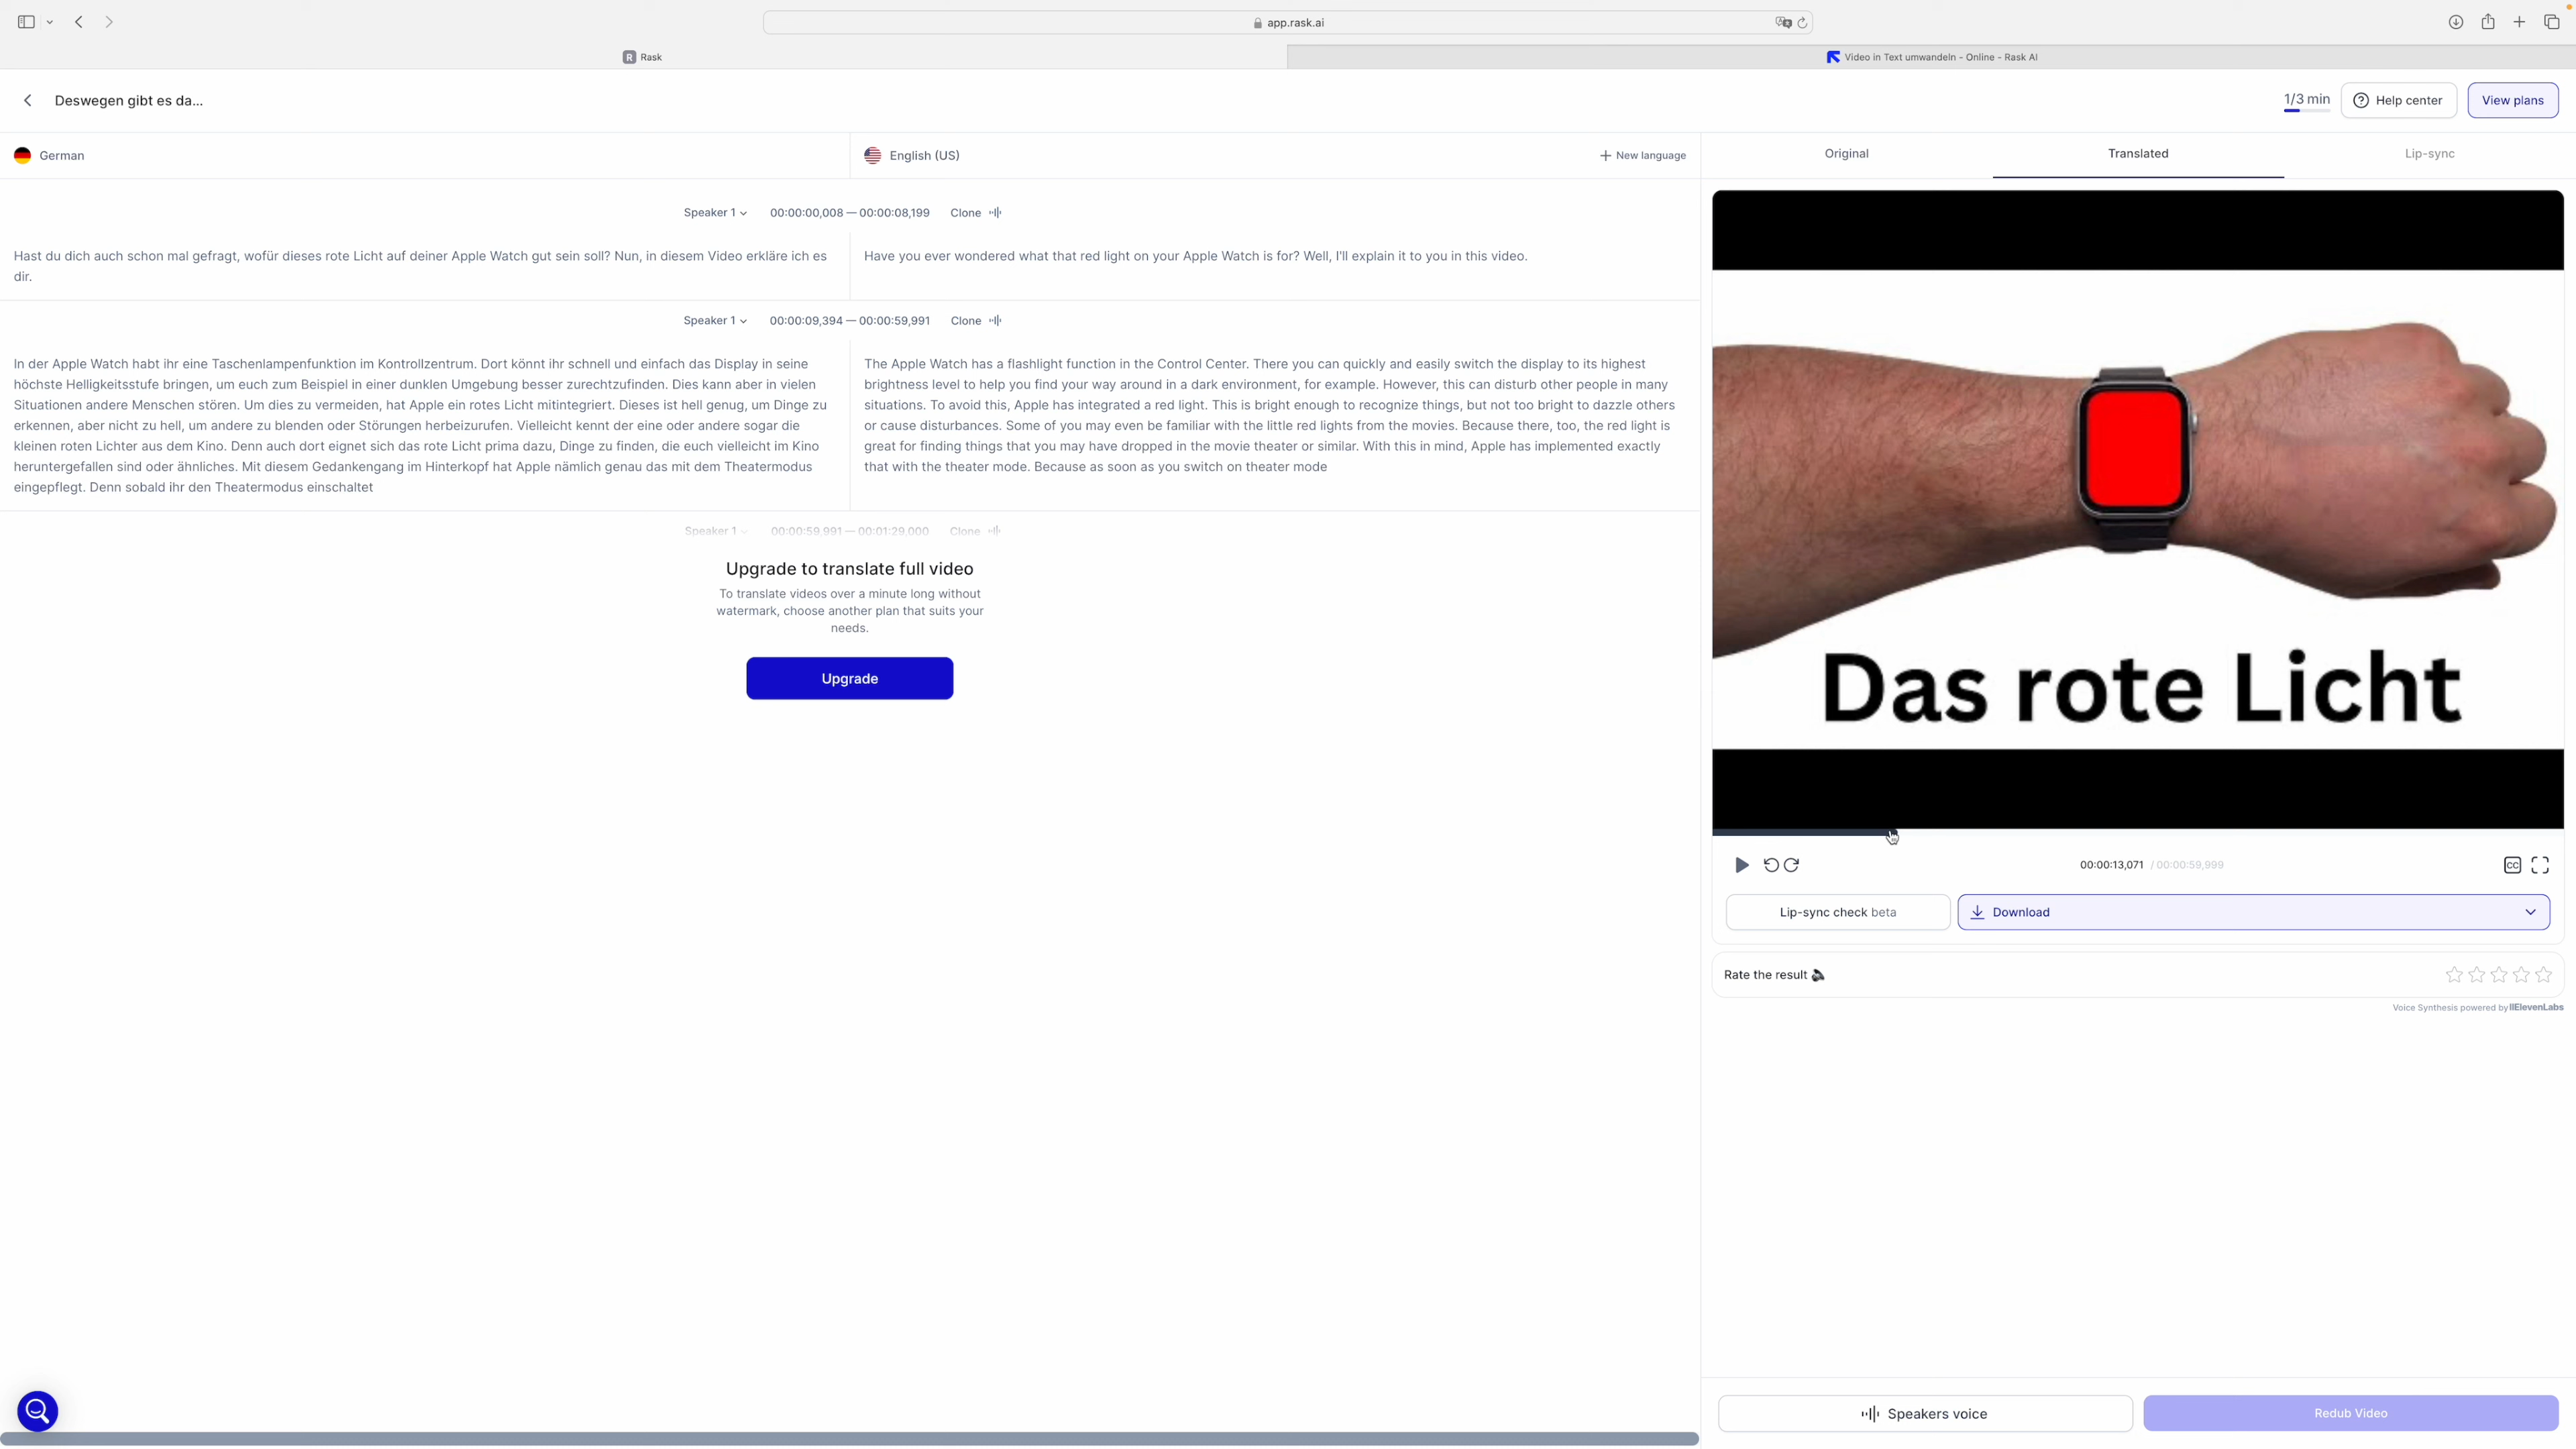 app.rask.ai
Rask
Video in Text umwandeln - Online - Rask AI
Deswegen gibt es da...
1/3 min
Help center
View plans
German
English (US)
New language
Original
Translated
Lip-sync
Speaker 1
00:00:00,008 — 00:00:08,199
Clone
Hast du dich auch schon mal gefragt, wofür dieses rote Licht auf deiner Apple Watch gut sein soll? Nun, in diesem Video erkläre ich es
dir.
Have you ever wondered what that red light on your Apple Watch is for? Well, I'll explain it to you in this video.
Speaker 1
00:00:09,394 — 00:00:59,991
Clone
In der Apple Watch habt ihr eine Taschenlampenfunktion im Kontrollzentrum. Dort könnt ihr schnell und einfach das Display in seine
höchste Helligkeitsstufe bringen, um euch zum Beispiel in einer dunklen Umgebung besser zurechtzufinden. Dies kann aber in vielen
Situationen andere Menschen stören. Um dies zu vermeiden, hat Apple ein rotes Licht mitintegriert. Dieses ist hell genug, um Dinge zu
erkennen, aber nicht zu hell, um andere zu blenden oder Störungen herbeizurufen. Vielleicht kennt der eine oder andere sogar die
kleinen roten Lichter aus dem Kino. Denn auch dort eignet sich das rote Licht prima dazu, Dinge zu finden, die euch vielleicht im Kino
heruntergefallen sind oder ähnliches. Mit diesem Gedankengang im Hinterkopf hat Apple nämlich genau das mit dem Theatermodus
eingepflegt. Denn sobald ihr den Theatermodus einschaltet
The Apple Watch has a flashlight function in the Control Center. There you can quickly and easily switch the display to its highest
brightness level to help you find your way around in a dark environment, for example. However, this can disturb other people in many
situations. To avoid this, Apple has integrated a red light. This is bright enough to recognize things, but not too bright to dazzle others
or cause disturbances. Some of you may even be familiar with the little red lights from the movies. Because there, too, the red light is
great for finding things that you may have dropped in the movie theater or similar. With this in mind, Apple has implemented exactly
that with the theater mode. Because as soon as you switch on theater mode
Speaker 1
00:00:59,991 — 00:01:29,000
Clone
Upgrade to translate full video
To translate videos over a minute long without
watermark, choose another plan that suits your
needs.
Upgrade
Das rote Licht
00:00:13,071 / 00:00:59,999
CC
Lip-sync check beta
Download
Rate the result
Voice Synthesis powered by IIElevenLabs
Speakers voice
Redub Video